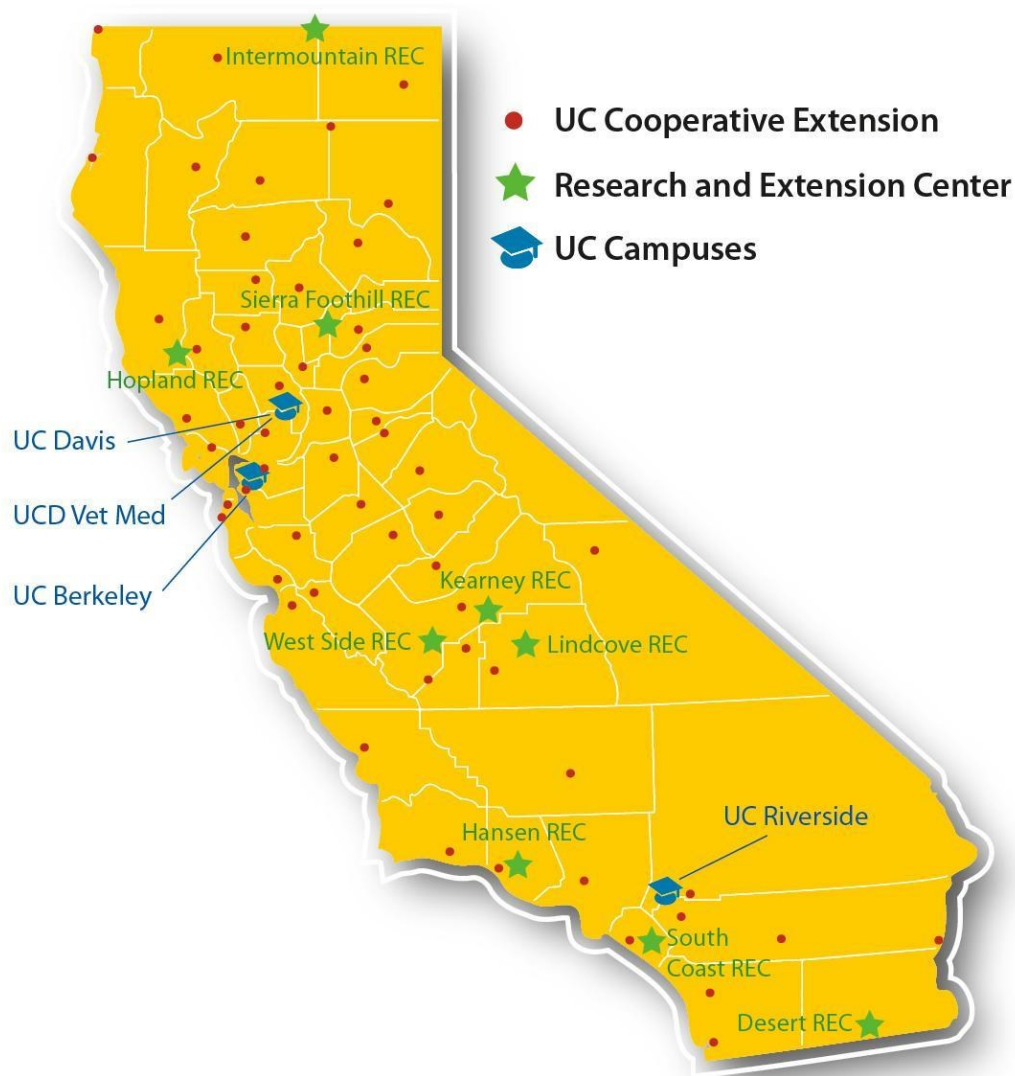 Intermountain REC
UC Cooperative Extension
Research and Extension Center
UC Campuses
Sierra Foothill REC
Hopland REC
UC Davis
UCD Vet Med
UC Berkeley
Kearney REC
West Side REC
Lindcove REC
UC Riverside
Hansen REC
South
Coast REC
Desert REC